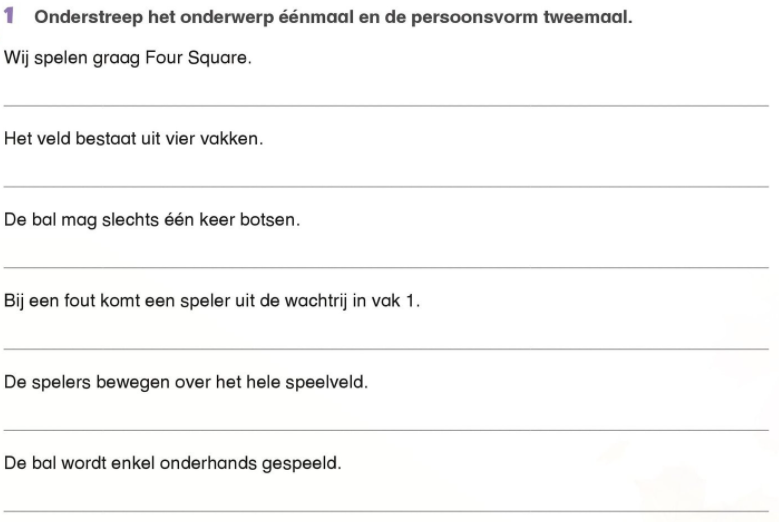 1 Onderstreep het onderwerp éénmaal en de persoonsvorm tweemaal.
Wij spelen graag Four Square.
Het veld bestaat uit vier vakken.
De bal mag slechts één keer botsen.
Bij een fout komt een speler uit de wachtrij in vak 1.
De spelers bewegen over het hele speelveld.
De bal wordt enkel onderhands gespeeld.